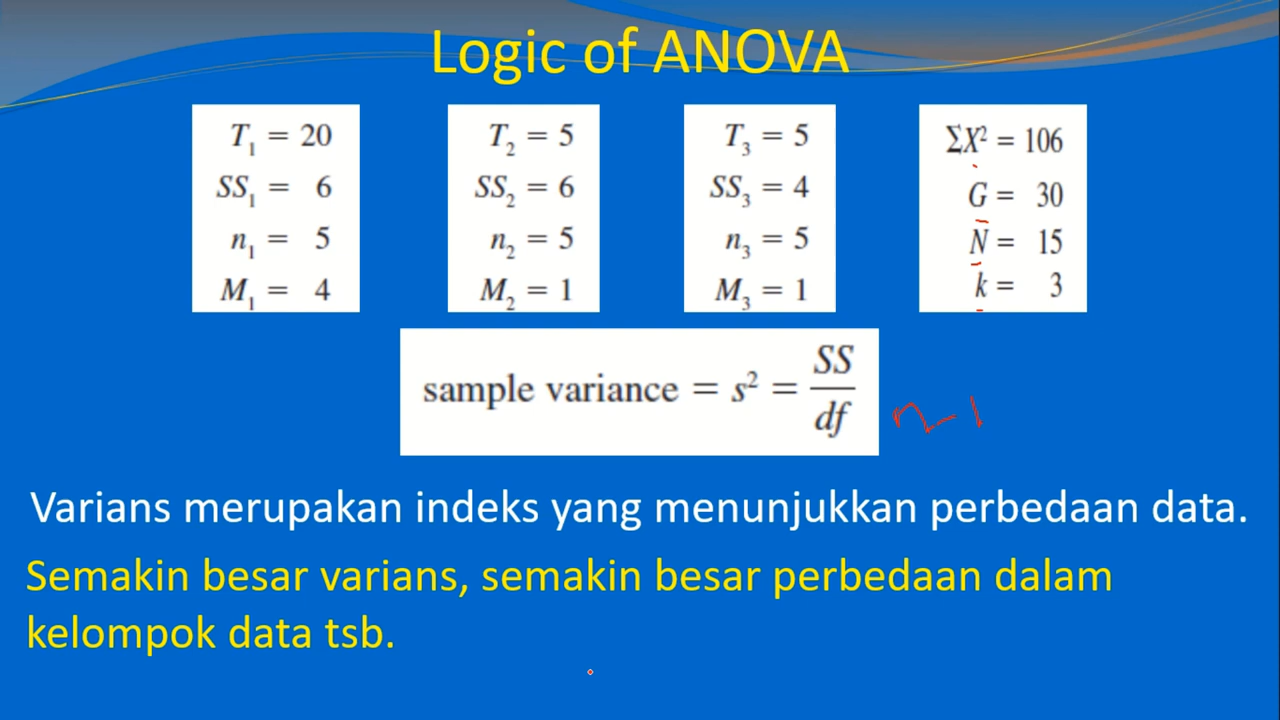 Logic of ANOVA
T₁ = 20
SS₁ = 6
n₁ = 5
M₁ = 4
T₂ = 5
SS₂ = 6
n₂ = 5
M₂ = 1
T₃ = 5
SS₃ = 4
n₃ = 5
M₃ = 1
ΣX² = 106
G = 30
N = 15
k = 3
sample variance = s² = SS/df
n-1
Varians merupakan indeks yang menunjukkan perbedaan data.
Semakin besar varians, semakin besar perbedaan dalam
kelompok data tsb.